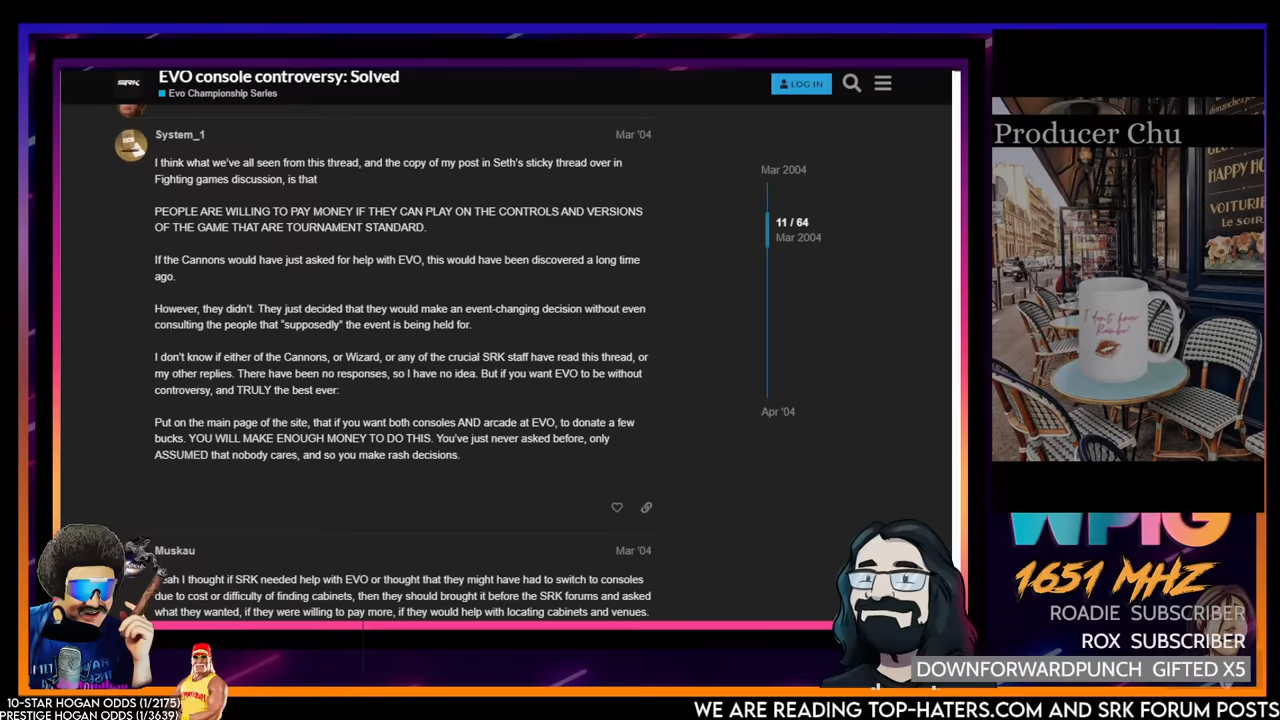 EVO console controversy: Solved
SRK
Evo Championship Series
LOG IN
System_1
Mar '04
I think what we've all seen from this thread, and the copy of my post in Seth's sticky thread over in
Fighting games discussion, is that
PEOPLE ARE WILLING TO PAY MONEY IF THEY CAN PLAY ON THE CONTROLS AND VERSIONS
OF THE GAME THAT ARE TOURNAMENT STANDARD.
If the Cannons would have just asked for help with EVO, this would have been discovered a long time
ago.
However, they didn't. They just decided that they would make an event-changing decision without even
consulting the people that "supposedly" the event is being held for.
I don't know if either of the Cannons, or Wizard, or any of the crucial SRK staff have read this thread, or
my other replies. There have been no responses, so I have no idea. But if you want EVO to be without
controversy, and TRULY the best ever:
Put on the main page of the site, that if you want both consoles AND arcade at EVO, to donate a few
bucks. YOU WILL MAKE ENOUGH MONEY TO DO THIS. You've just never asked before, only
ASSUMED that nobody cares, and so you make rash decisions.
Muskau
Mar '04
I thought if SRK needed help with EVO or thought that they might have had to switch to consoles
due to cost or difficulty of finding cabinets, then they should brought it before the SRK forums and asked
what they wanted, if they were willing to pay more, if they would help with locating cabinets and venues.
Mar 2004
11 / 64
Mar 2004
Apr '04
Producer Chu
HAPPY
VOITURIE
LE SOIR
I don't know
Rambo!
WPIG
1651 MHZ
ROADIE SUBSCRIBER
ROX SUBSCRIBER
DOWNFORWARDPUNCH GIFTED X5
10-STAR HOGAN ODDS (1/2175)
PRESTIGE HOGAN ODDS (1/3639)
WE ARE READING TOP-HATERS.COM AND SRK FORUM POSTS